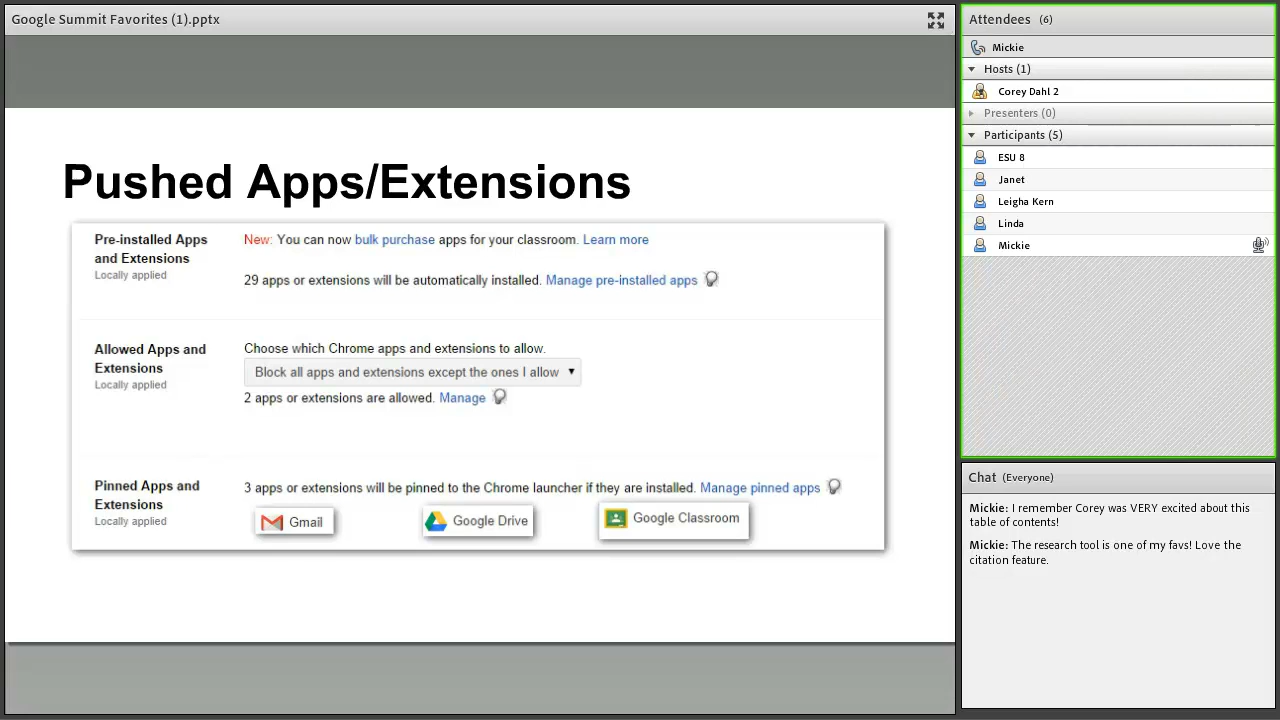 Google Summit Favorites (1).pptx
Pushed Apps/Extensions
Pre-installed Apps
and Extensions
Locally applied
New: You can now bulk purchase apps for your classroom. Learn more
29 apps or extensions will be automatically installed. Manage pre-installed apps
Allowed Apps and
Extensions
Locally applied
Choose which Chrome apps and extensions to allow.
Block all apps and extensions except the ones I allow
2 apps or extensions are allowed. Manage
Pinned Apps and
Extensions
Locally applied
3 apps or extensions will be pinned to the Chrome launcher if they are installed. Manage pinned apps
Gmail
Google Drive
Google Classroom
Attendees (6)
Mickie
Hosts (1)
Corey Dahl 2
Presenters (0)
Participants (5)
ESU 8
Janet
Leigha Kern
Linda
Mickie
Chat (Everyone)
Mickie: I remember Corey was VERY excited about this
table of contents!
Mickie: The research tool is one of my favs! Love the
citation feature.